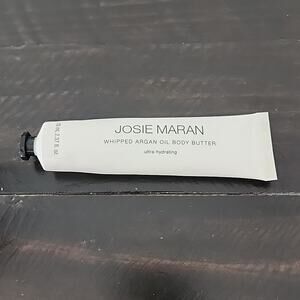 JOSIE MARAN
WHIPPED ARGAN OIL BODY BUTTER
ultra hydrating